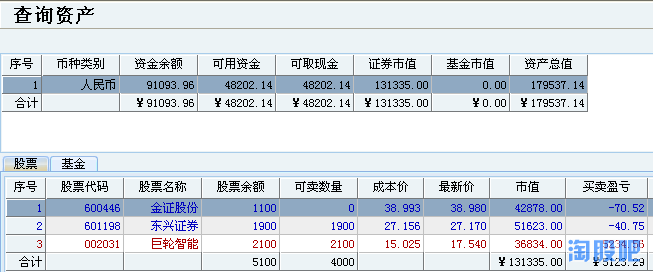 查询资产
序号 币种类别 资金余额 可用资金 可取现金 证券市值 基金市值 资产总值
1 人民币 91093.96 48202.14 48202.14 131335.00 0.00 179537.14
合计 ￥91093.96 ￥48202.14 ￥48202.14 ￥131335.00 ￥0.00 ￥179537.14
股票 基金
序号 股票代码 股票名称 股票余额 可卖数量 成本价 最新价 市值 买卖盈亏
1 600446 金证股份 1100 0 38.993 38.980 42878.00 -70.52
2 601198 东兴证券 1900 1900 27.156 27.170 51623.00 -40.75
3 002031 巨轮智能 2100 2100 15.025 17.540 36834.00 5234.56
合计 5100 4000 ￥131335.00 ￥5123.29
淘股吧